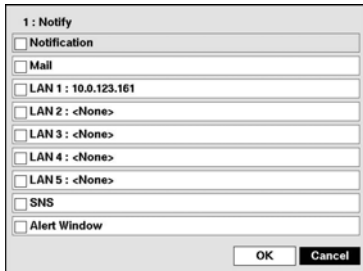 1 : Notify
Notification
Mail
LAN 1 : 10.0.123.161
LAN 2 : <None>
LAN 3 : <None>
LAN 4 : <None>
LAN 5 : <None>
SNS
Alert Window
OK Cancel